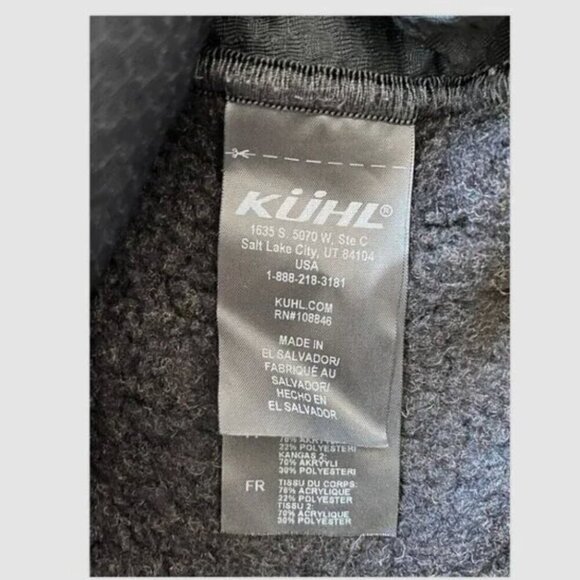 KÜHL®
1635 S. 5070 W, Ste C
Salt Lake City, UT 84104
USA
1-888-218-3181
KUHL.COM
RN#108846
MADE IN
EL SALVADOR/
FABRIQUÉ AU
SALVADOR/
HECHO EN
EL SALVADOR
22% POLYESTERI
KANGAS 2:
70% AKRYYLI
30% POLYESTERI
FR TISSU DU CORPS:
76% ACRYLIQUE
22% POLYESTER
TISSU 2:
70% ACRYLIQUE
30% POLYESTER